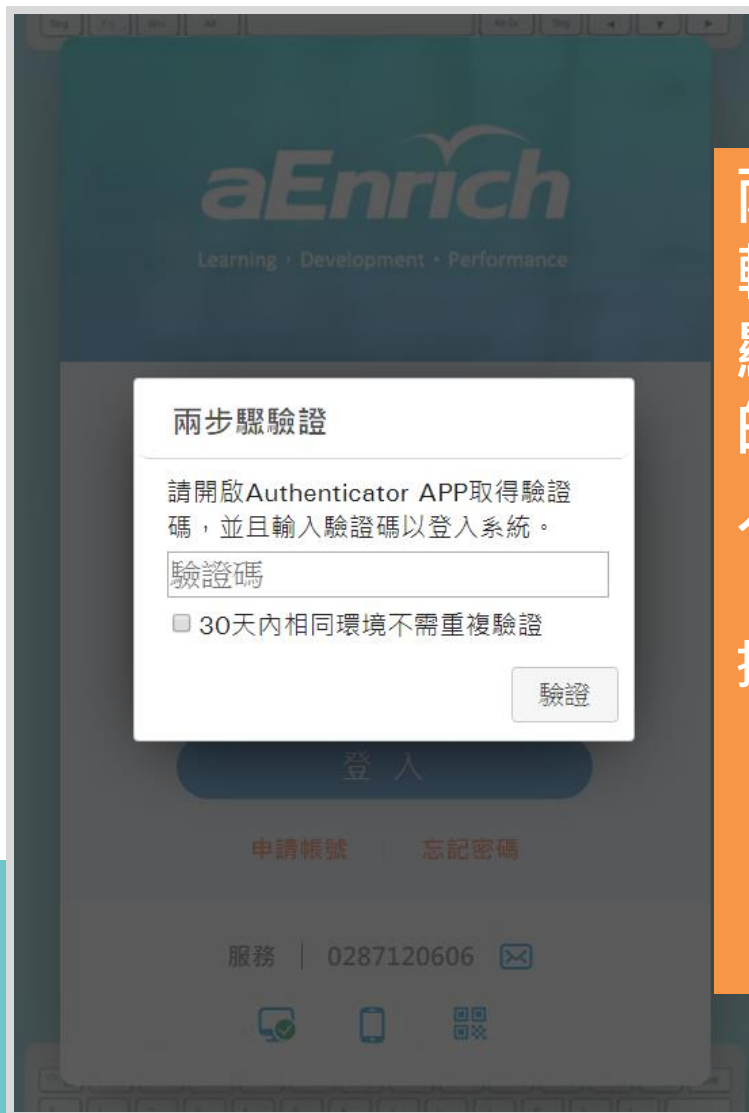 aEnrich
Learning · Development · Performance
兩步驟驗證
請開啟Authenticator APP取得驗證
碼，並且輸入驗證碼以登入系統。
驗證碼
30天內相同環境不需重複驗證
驗證
登入
申請帳號
忘記密碼
服務 | 0287120606